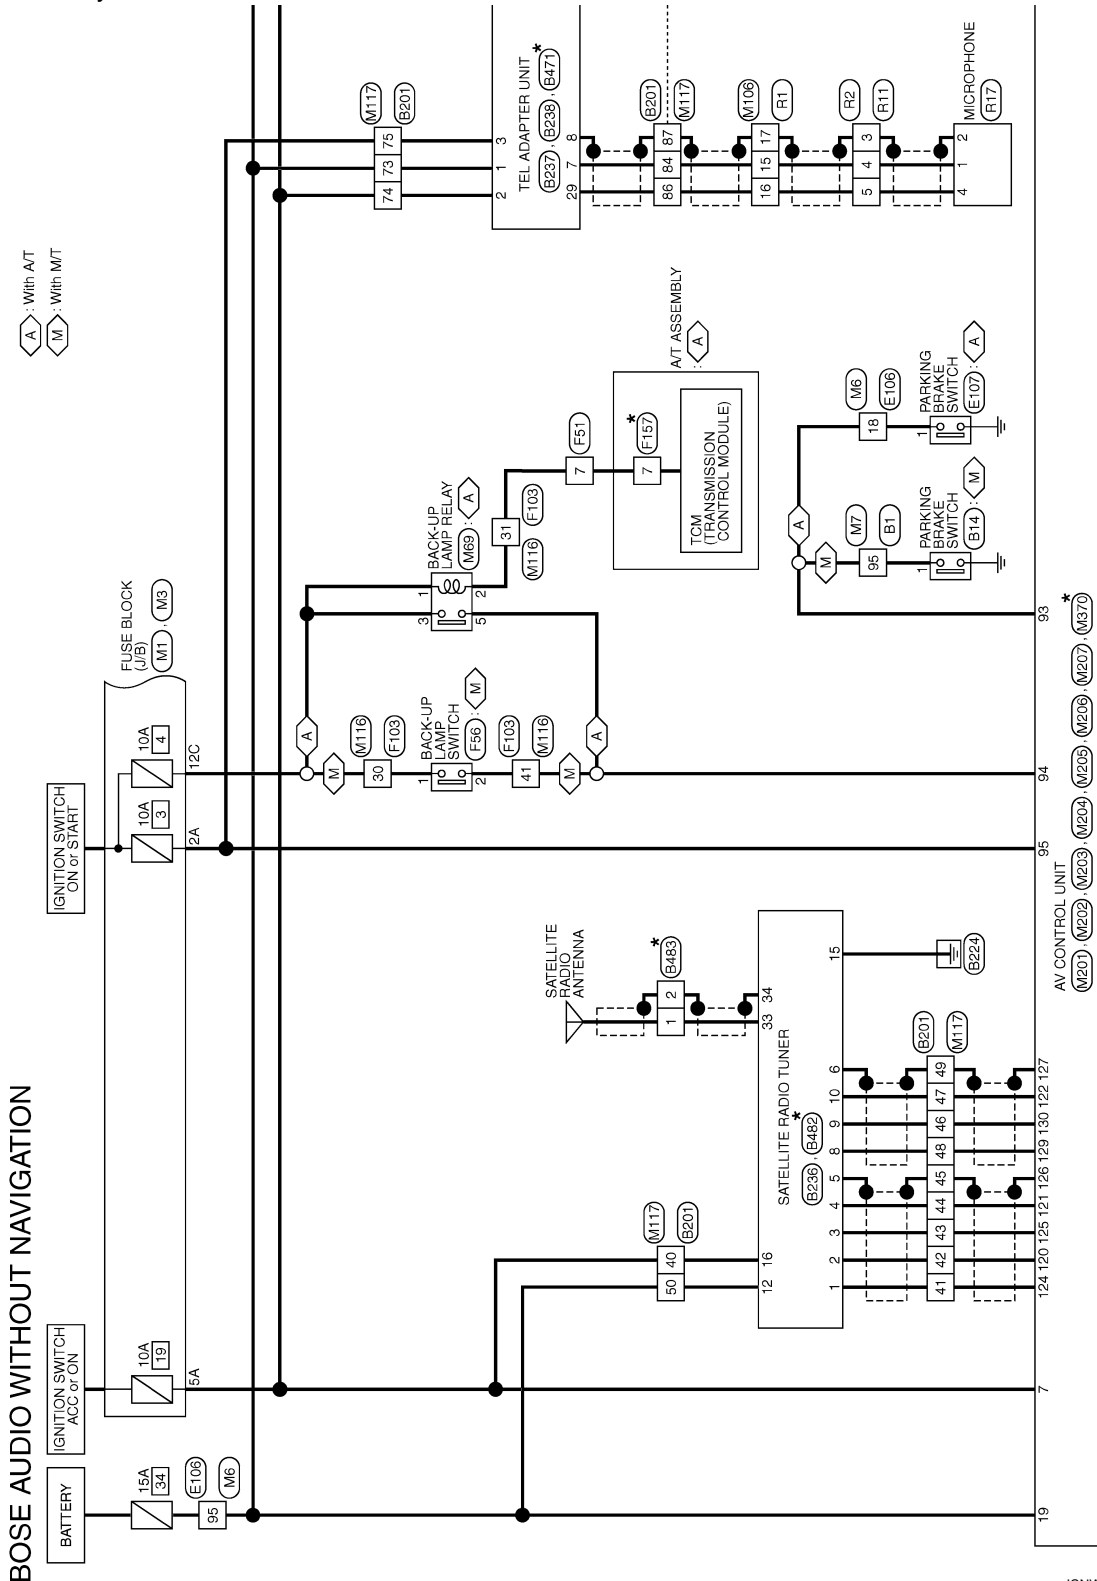 BOSE AUDIO WITHOUT NAVIGATION
BATTERY
15A
34
E106
95
M6
19
IGNITION SWITCH
ACC or ON
10A
19
5A
7
IGNITION SWITCH
ON or START
10A
3
2A
95
10A
4
12C
94
FUSE BLOCK
(J/B)
M1 , M3
A : With A/T
M : With M/T
M117
50 40
B201
12 16
SATELLITE RADIO TUNER
B236 , B482 *
SATELLITE
RADIO
ANTENNA
B483 *
1 2
33 34
15
B224
1 2 3 4 5 8 9 10 6
B201
41 42 43 44 45 48 46 47 49
M117
124 120 125 121 126 129 130 122 127
A
M
M116
30
F103
1
BACK-UP
LAMP
SWITCH
F56 : M
2
F103
41
M116
M
A
BACK-UP
LAMP RELAY
M69 : A
3 1
5 2
M116
31
F103
7
F51
7
F157 *
A/T ASSEMBLY
: A
TCM
(TRANSMISSION
CONTROL MODULE)
93
A
M
M7
95
B1
1
PARKING
BRAKE
SWITCH
B14 : M
M6
18
E106
1
PARKING
BRAKE
SWITCH
E107 : A
M117
74 73 75
B201
2 1 3
TEL ADAPTER UNIT
B237 , B238 , B471 *
29 7 8
B201
86 84 87
M117
M106
16 15 17
R1
R2
5 4 3
R11
4 1 2
MICROPHONE
R17
AV CONTROL UNIT
M201 , M202 , M203 , M204 , M205 , M206 , M207 , M370 *